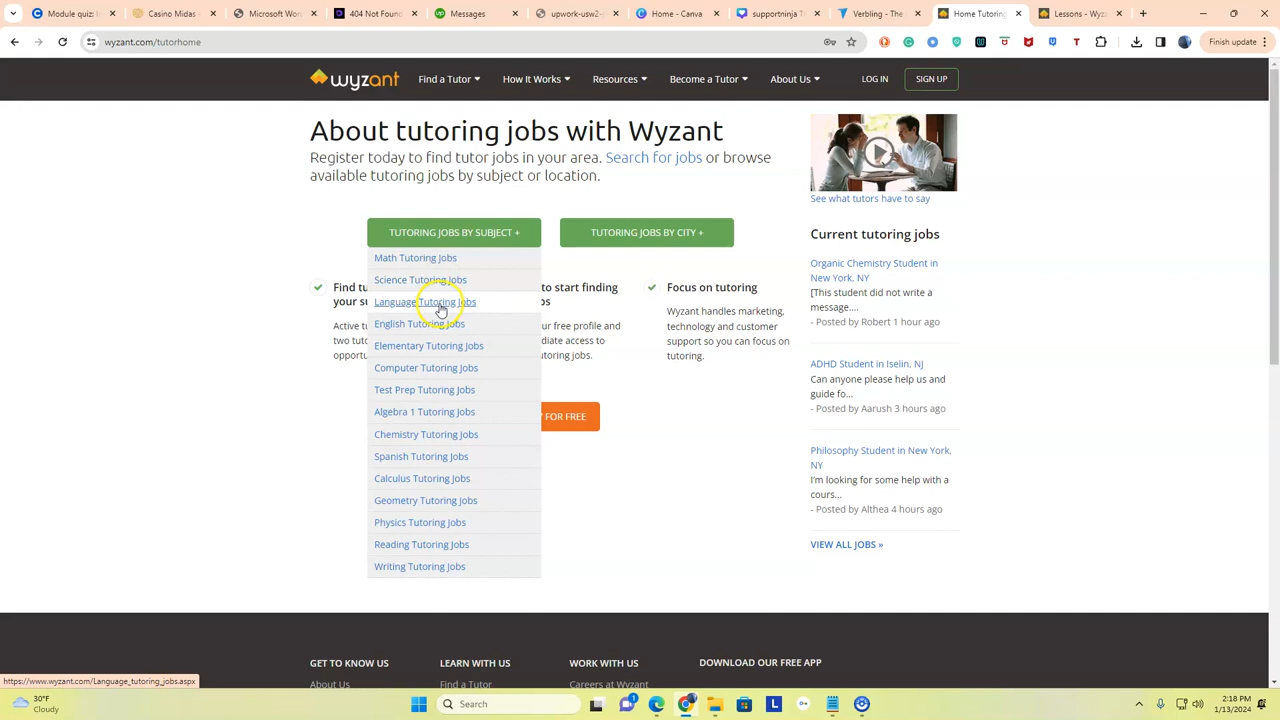 Module quiz:
Casino Midas -
Microsoft Wor
404 Not Found
Messages
upwork-usw2-
Home - Canva
supportninja
Verbling - The
Home Tutoring
Lessons - Wyza
wyzant.com/tutorhome
Finish update
wyzant
Find a Tutor
How It Works
Resources
Become a Tutor
About Us
LOG IN
SIGN UP
About tutoring jobs with Wyzant
Register today to find tutor jobs in your area. Search for jobs or browse
available tutoring jobs by subject or location.
TUTORING JOBS BY SUBJECT +
TUTORING JOBS BY CITY +
Math Tutoring Jobs
Science Tutoring Jobs
Language Tutoring Jobs
English Tutoring Jobs
Elementary Tutoring Jobs
Computer Tutoring Jobs
Test Prep Tutoring Jobs
Algebra 1 Tutoring Jobs
Chemistry Tutoring Jobs
Spanish Tutoring Jobs
Calculus Tutoring Jobs
Geometry Tutoring Jobs
Physics Tutoring Jobs
Reading Tutoring Jobs
Writing Tutoring Jobs
Find
your
Active
two
to start finding
free profile and
access to
tutoring jobs.
FOR FREE
Focus on tutoring
Wyzant handles marketing,
technology and customer
support so you can focus on
tutoring.
See what tutors have to say
Current tutoring jobs
Organic Chemistry Student in
New York, NY
[This student did not write a
message....
- Posted by Robert 1 hour ago
ADHD Student in Iselin, NJ
Can anyone please help us and
guide fo...
- Posted by Aarush 3 hours ago
Philosophy Student in New York,
NY
I'm looking for some help with a
cours...
- Posted by Althea 4 hours ago
VIEW ALL JOBS »
GET TO KNOW US
LEARN WITH US
WORK WITH US
DOWNLOAD OUR FREE APP
About Us
Find a Tutor
Careers at Wyzant
https://www.wyzant.com/Language_tutoring_jobs.aspx
30°F
Cloudy
Search
2:18 PM
1/13/2024